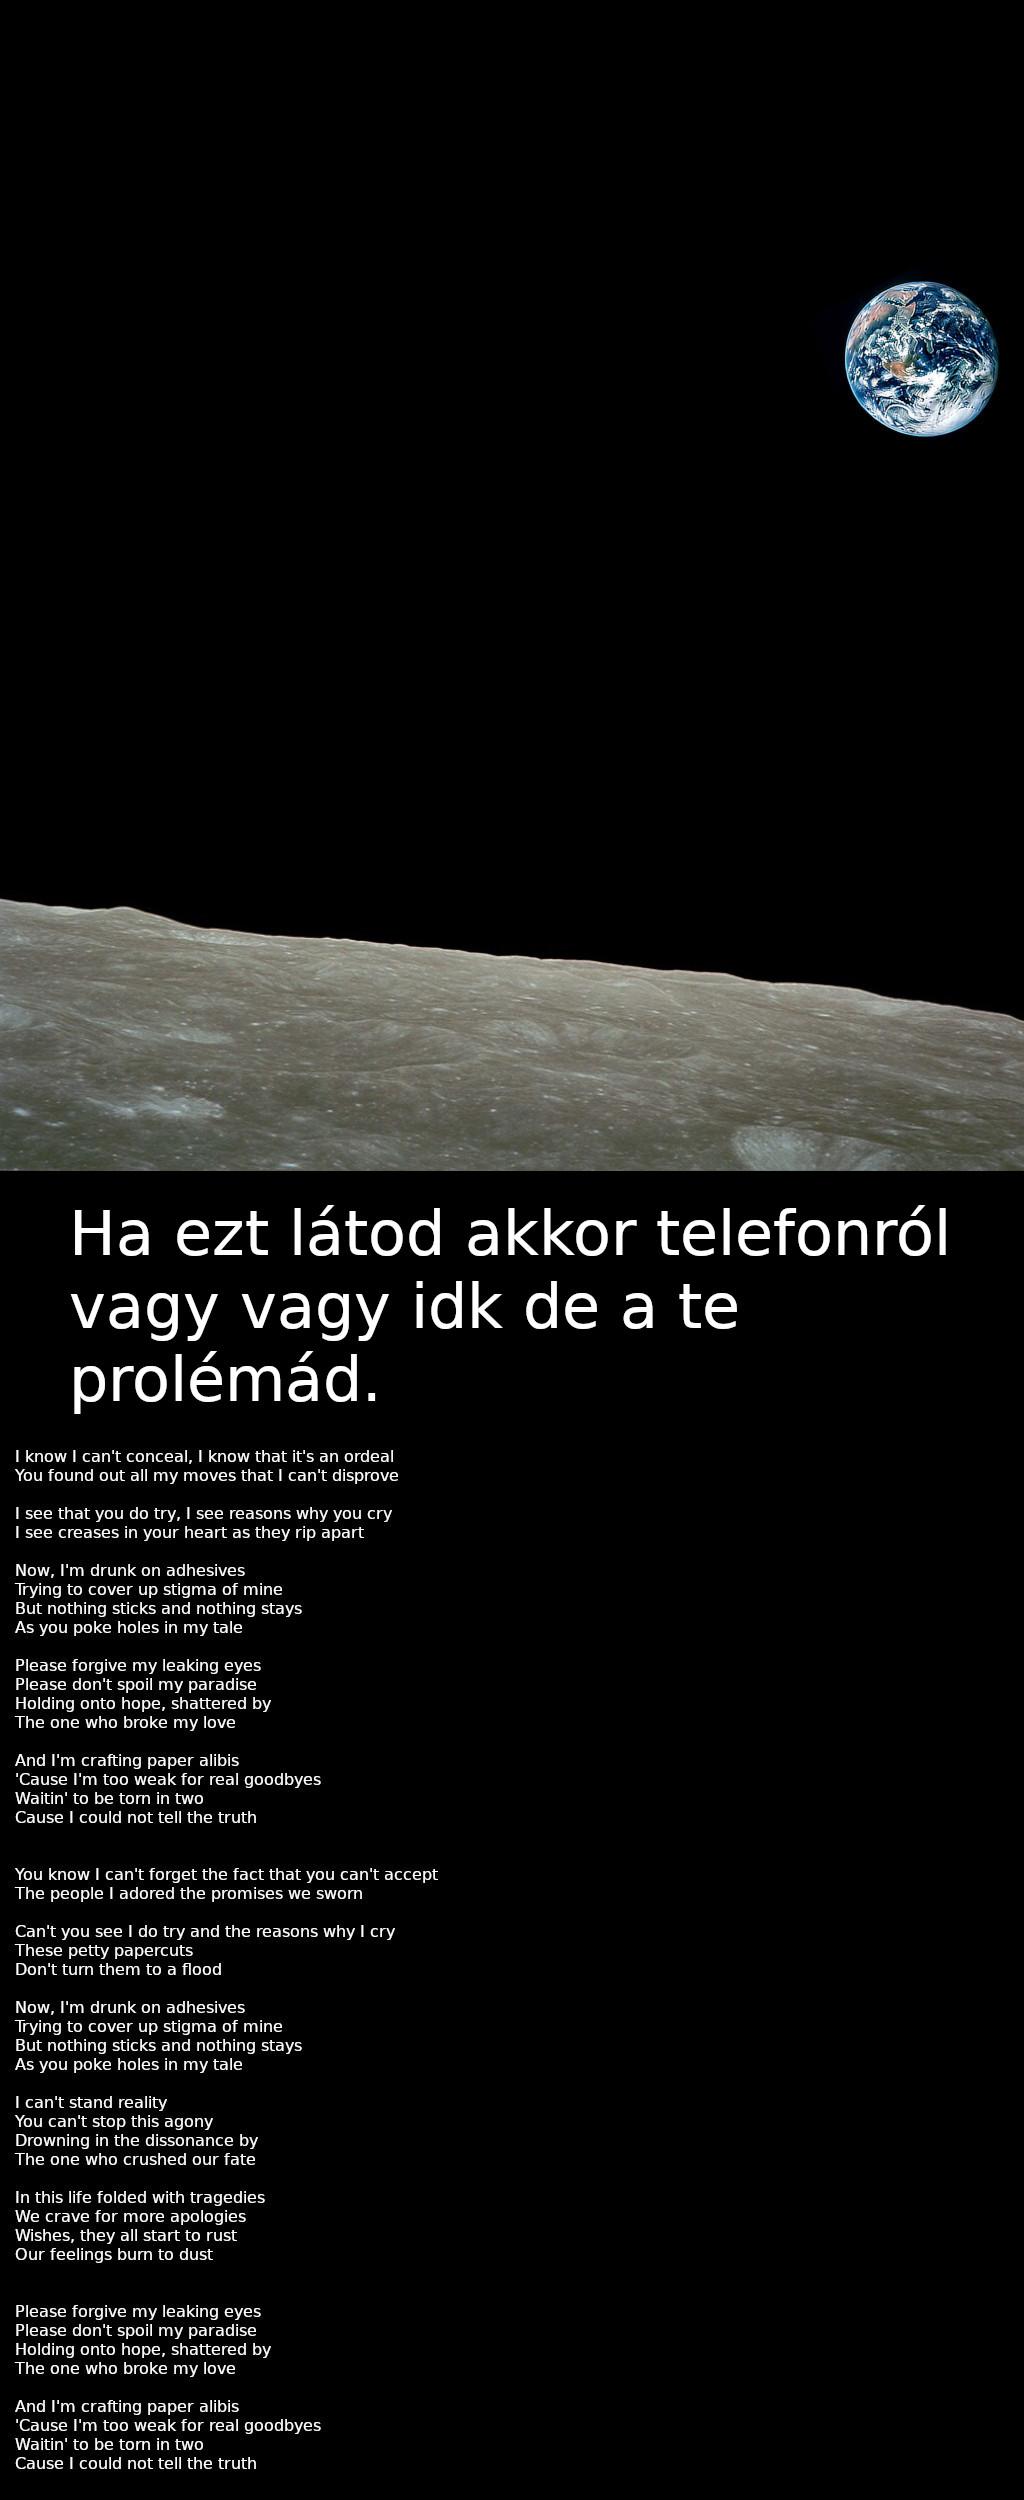 Ha ezt látod akkor telefonról
vagy vagy idk de a te
prolémád.
I know I can't conceal, I know that it's an ordeal
You found out all my moves that I can't disprove
I see that you do try, I see reasons why you cry
I see creases in your heart as they rip apart
Now, I'm drunk on adhesives
Trying to cover up stigma of mine
But nothing sticks and nothing stays
As you poke holes in my tale
Please forgive my leaking eyes
Please don't spoil my paradise
Holding onto hope, shattered by
The one who broke my love
And I'm crafting paper alibis
'Cause I'm too weak for real goodbyes
Waitin' to be torn in two
Cause I could not tell the truth
You know I can't forget the fact that you can't accept
The people I adored the promises we sworn
Can't you see I do try and the reasons why I cry
These petty papercuts
Don't turn them to a flood
Now, I'm drunk on adhesives
Trying to cover up stigma of mine
But nothing sticks and nothing stays
As you poke holes in my tale
I can't stand reality
You can't stop this agony
Drowning in the dissonance by
The one who crushed our fate
In this life folded with tragedies
We crave for more apologies
Wishes, they all start to rust
Our feelings burn to dust
Please forgive my leaking eyes
Please don't spoil my paradise
Holding onto hope, shattered by
The one who broke my love
And I'm crafting paper alibis
'Cause I'm too weak for real goodbyes
Waitin' to be torn in two
Cause I could not tell the truth